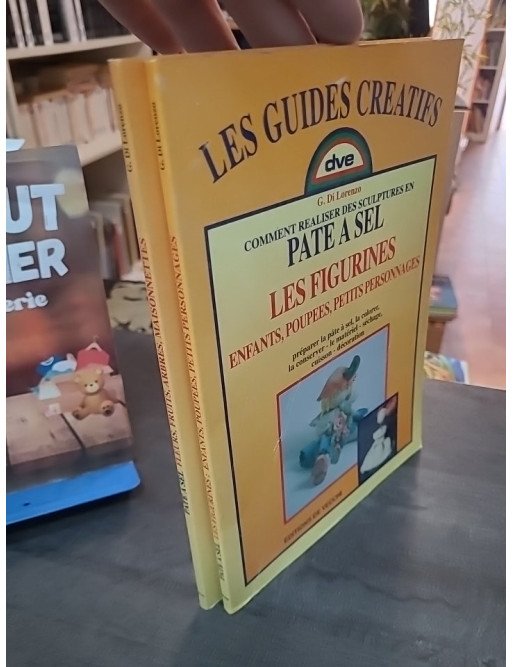 LES GUIDES CREATIFS
dve
G. Di Lorenzo
COMMENT REALISER DES SCULPTURES EN
PATE A SEL
LES FIGURINES
ENFANTS, POUPEES, PETITS PERSONNAGES
préparer la pâte à sel, la colorer,
la conserver - le matériel - séchage,
cuisson - décoration
EDITIONS DE VECCHI
G. Di Lorenzo
PATE A SEL LES FIGURINES: ENFANTS, POUPEES, PETITS PERSONNAGES
G. Di Lorenzo
PATE A SEL FLEURS, FRUITS, ARBRES, MAISONNETTES
UT
IER
erie